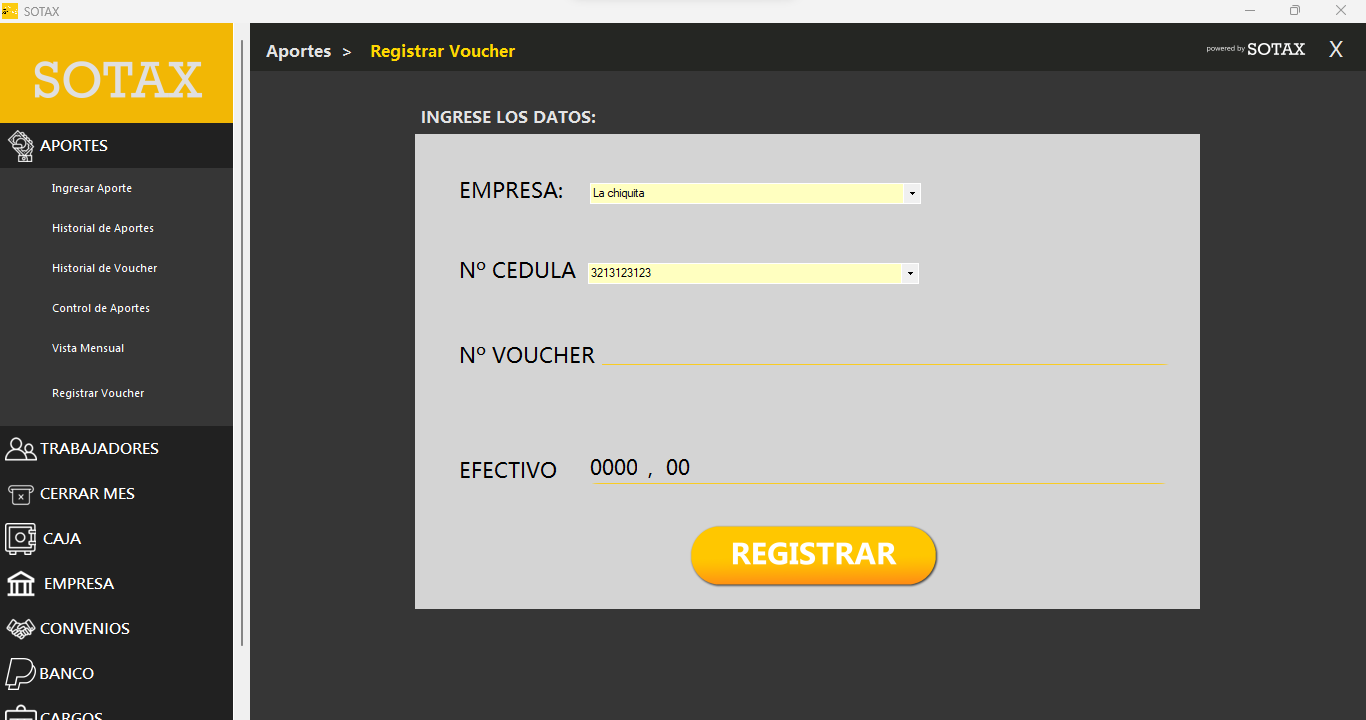 SOTAX
SOTAX
Aportes > Registrar Voucher
powered by SOTAX X
APORTES
Ingresar Aporte
Historial de Aportes
Historial de Voucher
Control de Aportes
Vista Mensual
Registrar Voucher
TRABAJADORES
CERRAR MES
CAJA
EMPRESA
CONVENIOS
BANCO
CARGOS
INGRESE LOS DATOS:
EMPRESA: La chiquita
Nº CEDULA 3213123123
Nº VOUCHER
EFECTIVO 0000 , 00
REGISTRAR